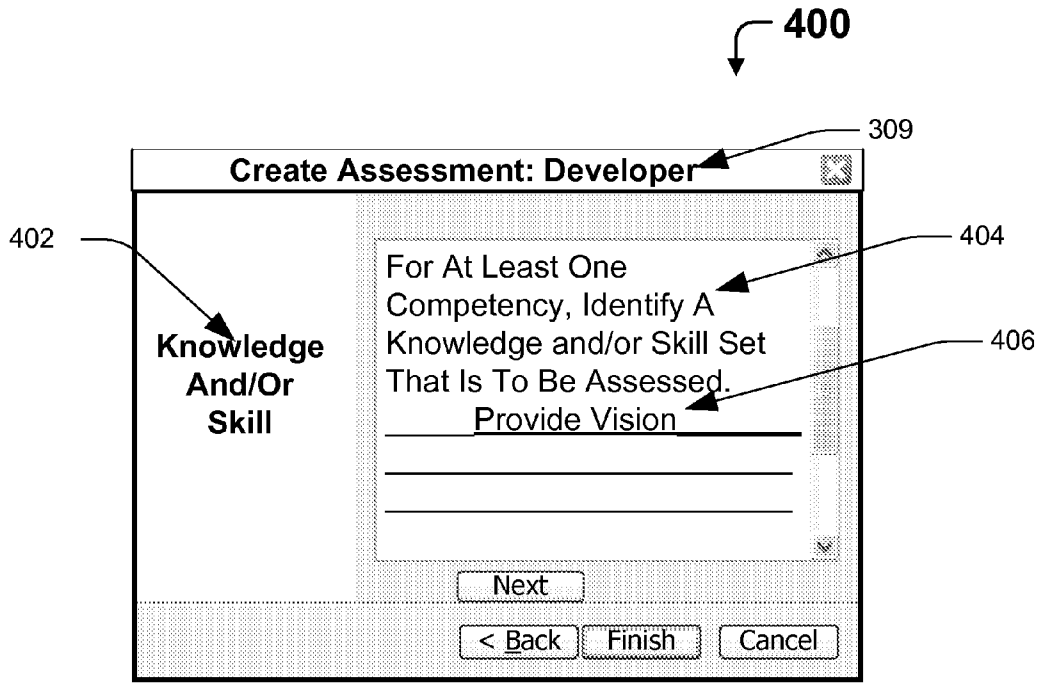 400
309
Create Assessment: Developer
402
404
For At Least One
Competency, Identify A
Knowledge and/or Skill Set
That Is To Be Assessed.
406
Provide Vision
Knowledge
And/Or
Skill
Next
< Back Finish Cancel